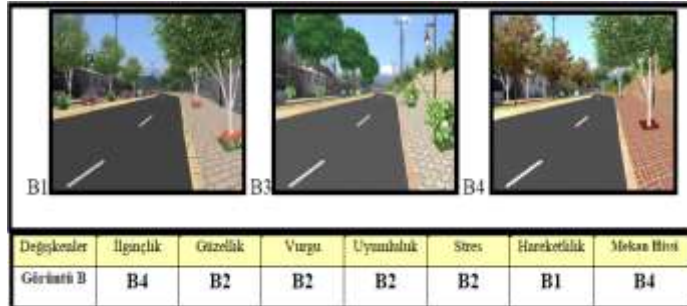 B1 B3 B4
Değişkenler İlginçlik Güzellik Vurgu Uyumluluk Stres Hareketlilik Mekan Hissi
Görüntü B B4 B2 B2 B2 B2 B1 B4